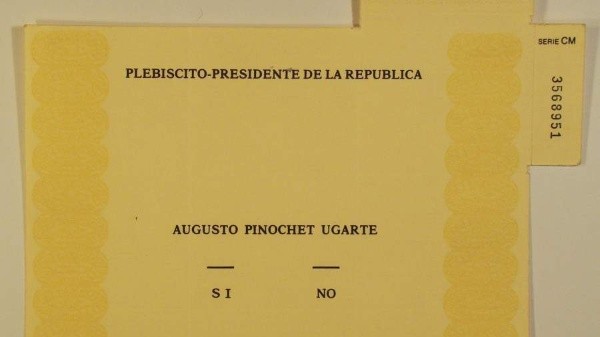 SERIE CM
3568951
PLEBISCITO-PRESIDENTE DE LA REPUBLICA
AUGUSTO PINOCHET UGARTE
SI NO